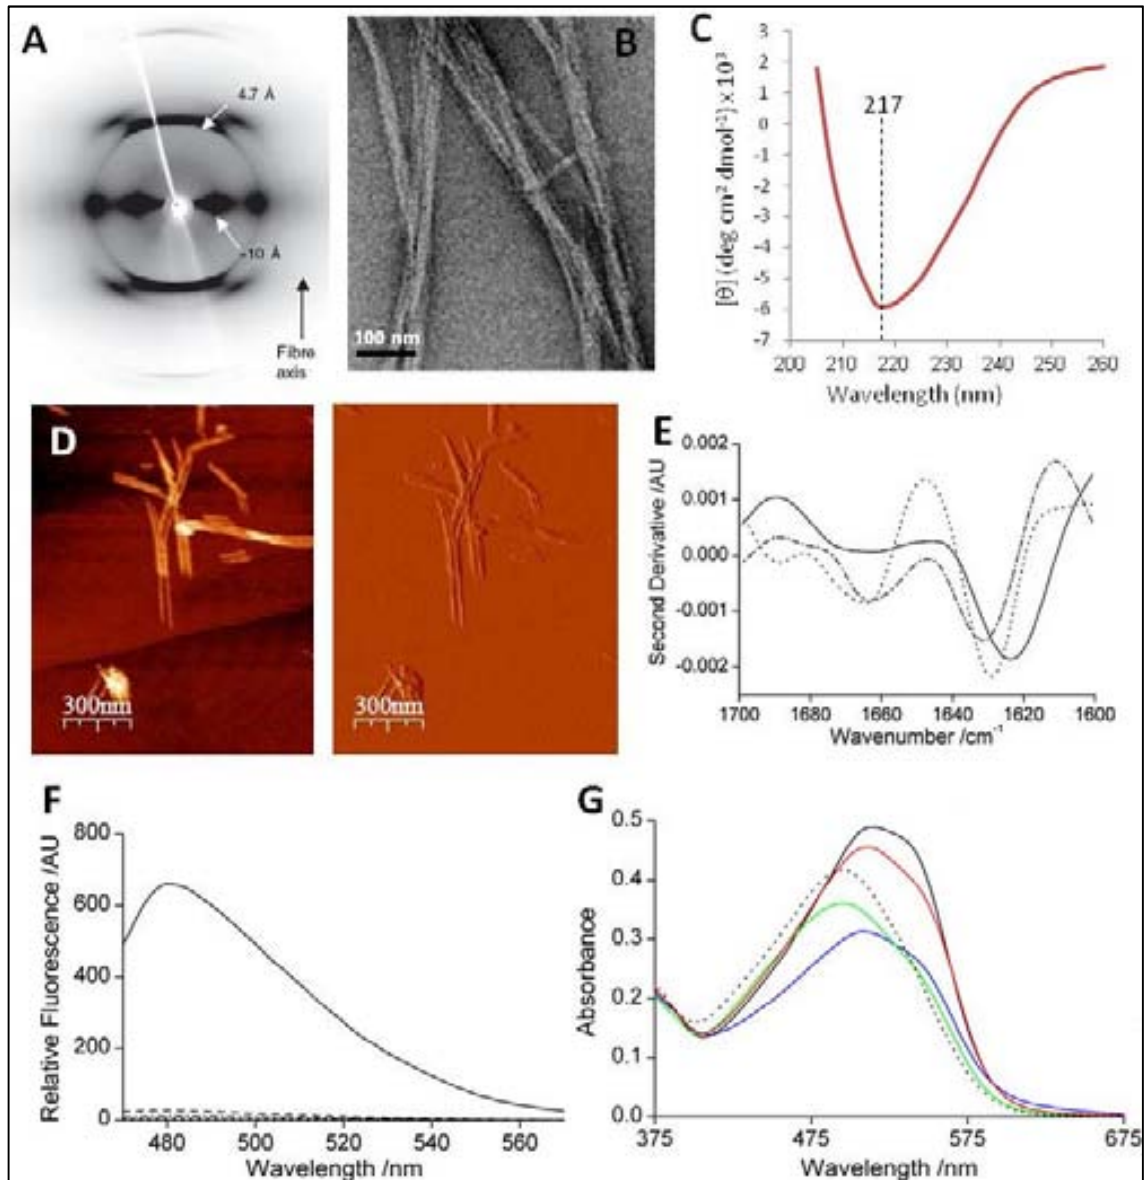 A
4.7 Å
~10 Å
Fibre
axis
B
100 nm
C
[θ] (deg cm² dmol⁻¹) x 10³
3
2
1
0
-1
-2
-3
-4
-5
-6
-7
217
200 210 220 230 240 250 260
Wavelength (nm)
D
300nm
300nm
E
Second Derivative /AU
0.002
0.001
0.000
-0.001
-0.002
1700 1680 1660 1640 1620 1600
Wavenumber /cm⁻¹
F
Relative Fluorescence /AU
800
600
400
200
0
480 500 520 540 560
Wavelength /nm
G
Absorbance
0.5
0.4
0.3
0.2
0.1
0.0
375 475 575 675
Wavelength /nm